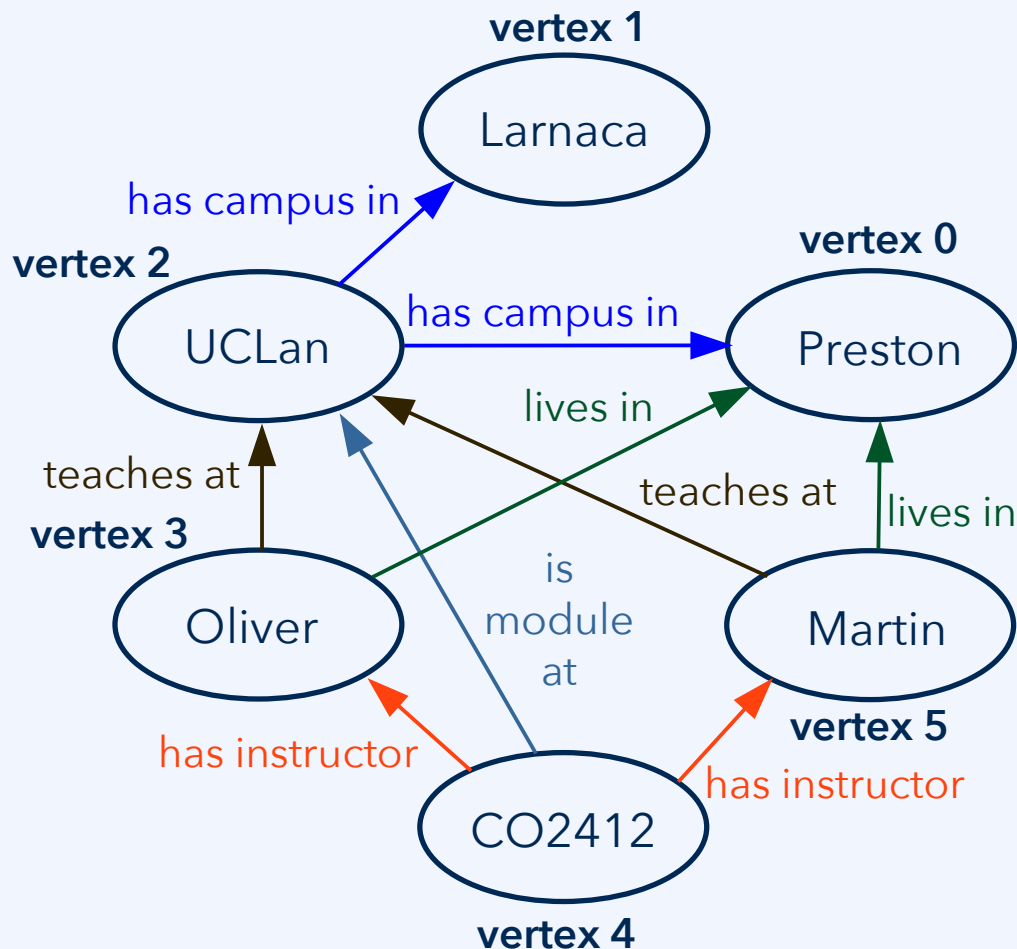 vertex 1
Larnaca
has campus in
vertex 0
vertex 2
has campus in
UCLan
Preston
lives in
teaches at
teaches at
lives in
vertex 3
is
module
at
Oliver
Martin
vertex 5
has instructor
has instructor
CO2412
vertex 4